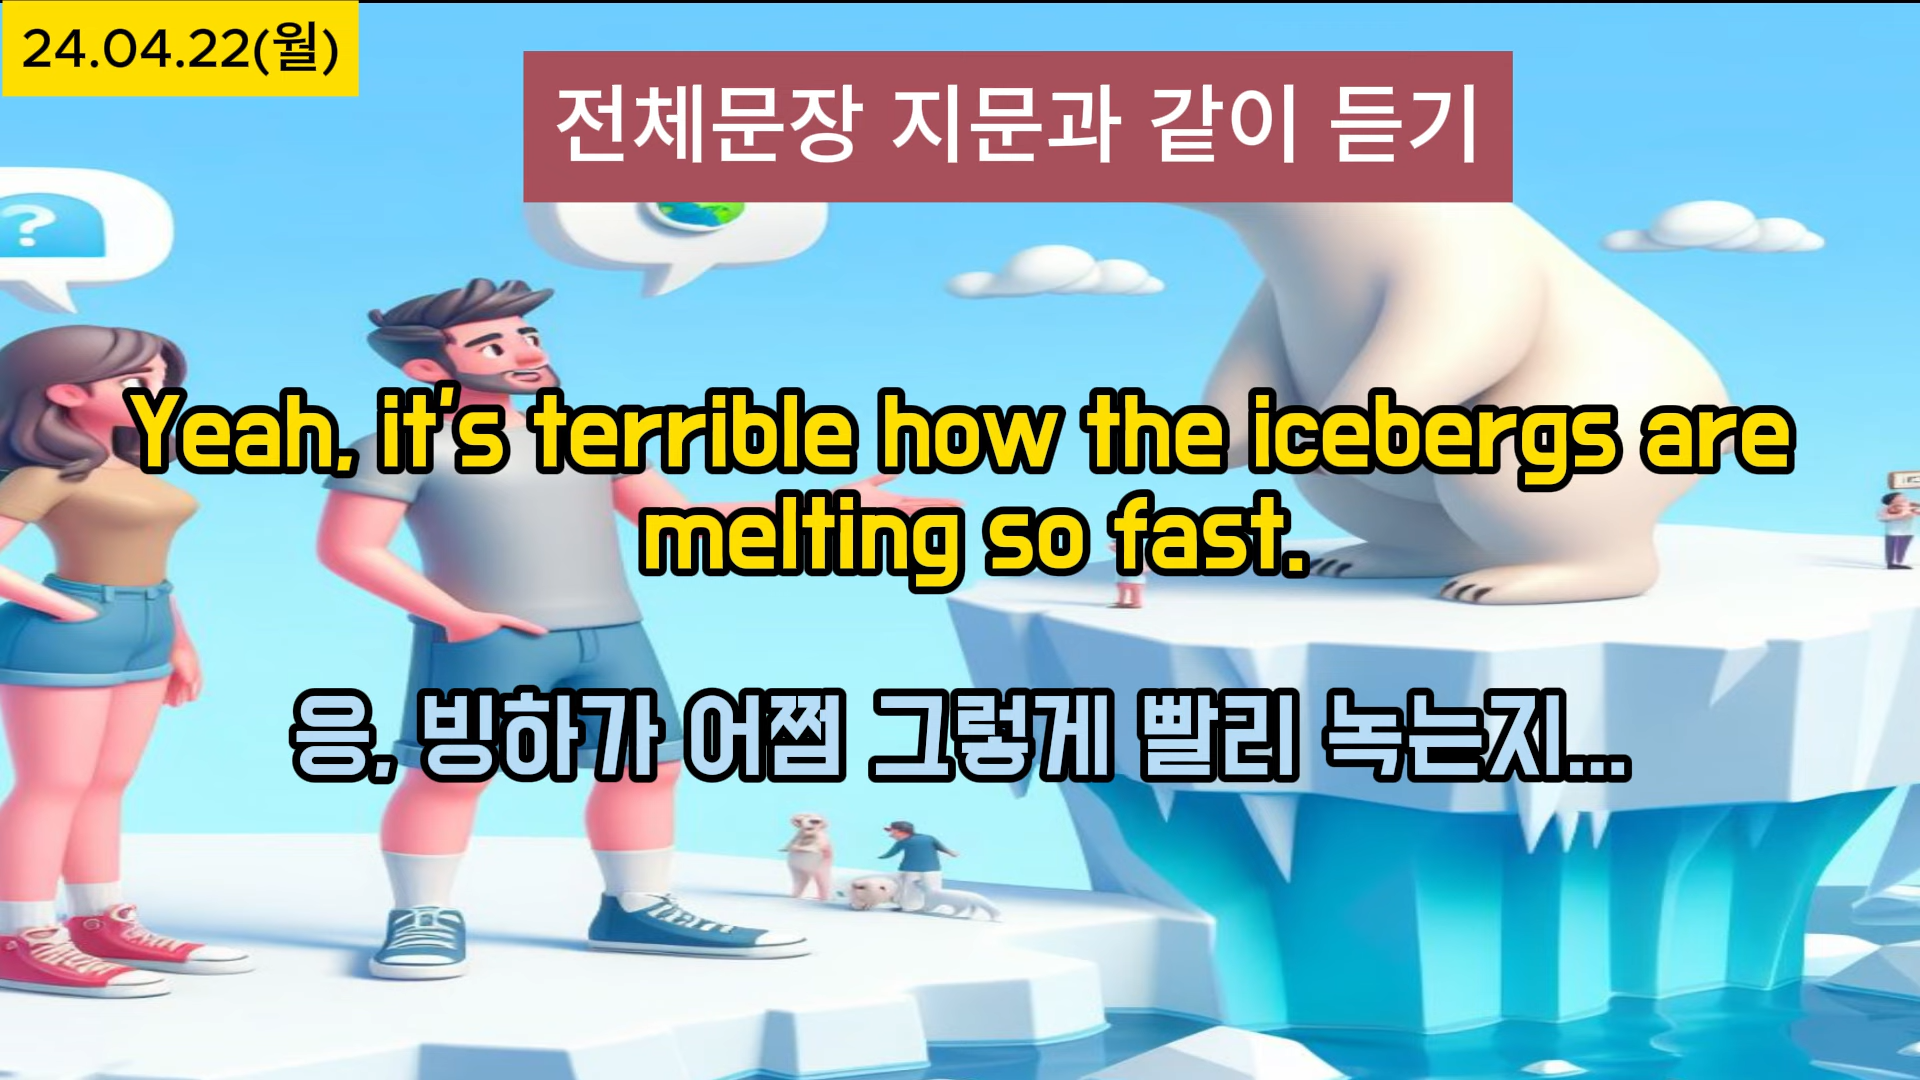 24.04.22(월)
전체문장 지문과 같이 듣기
?
Yeah, it's terrible how the icebergs are
melting so fast.
응, 빙하가 어쩜 그렇게 빨리 녹는지...